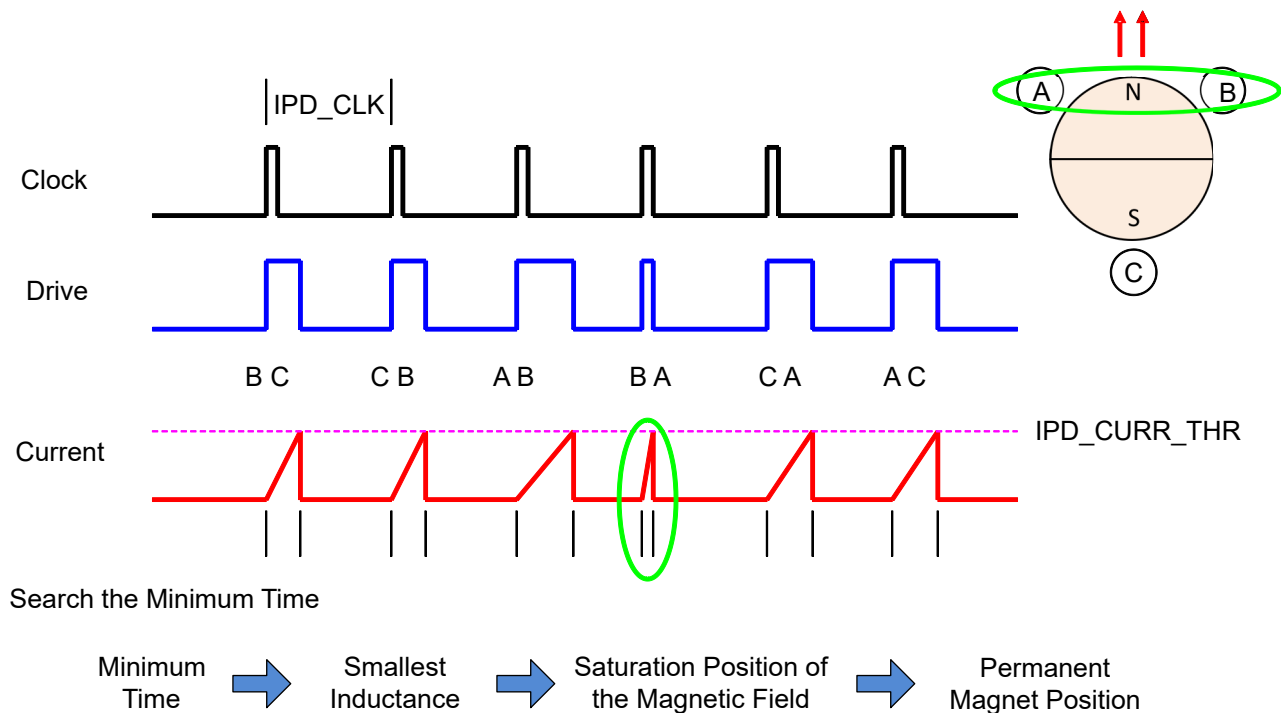 IPD_CLK
A
N
B
Clock
S
C
Drive
B C
C B
A B
B A
C A
A C
IPD_CURR_THR
Current
Search the Minimum Time
Minimum
Time
Smallest
Inductance
Saturation Position of
the Magnetic Field
Permanent
Magnet Position